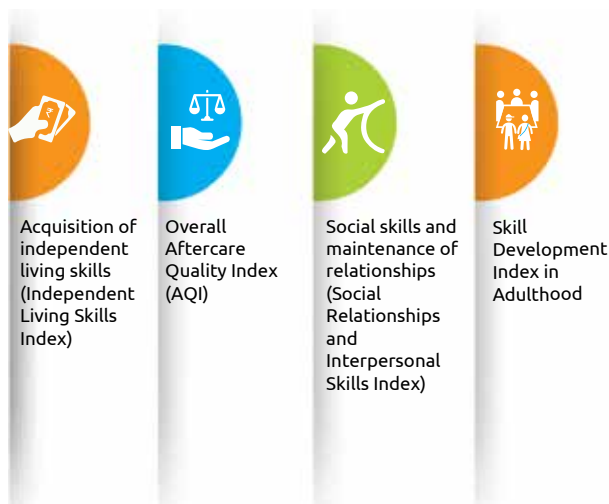 ₹
Acquisition of
independent
living skills
(Independent
Living Skills
Index)
Overall
Aftercare
Quality Index
(AQI)
Social skills and
maintenance of
relationships
(Social
Relationships
and
Interpersonal
Skills Index)
Skill
Development
Index in
Adulthood